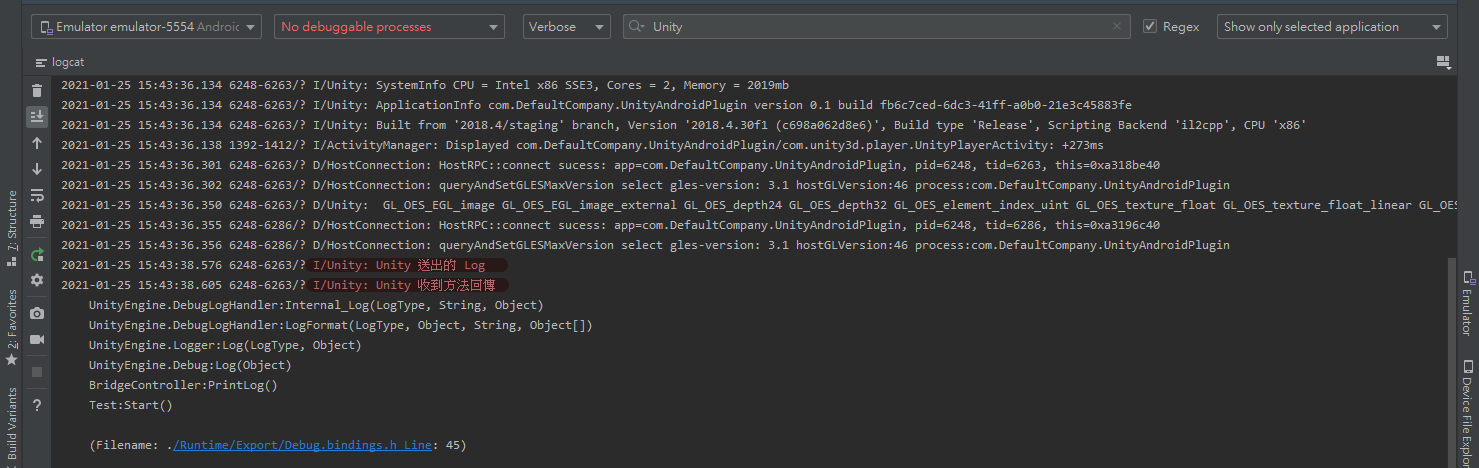 Emulator emulator-5554 Androic
No debuggable processes
Verbose
Unity
Regex
Show only selected application
logcat
2021-01-25 15:43:36.134 6248-6263/? I/Unity: SystemInfo CPU = Intel x86 SSE3, Cores = 2, Memory = 2019mb
2021-01-25 15:43:36.134 6248-6263/? I/Unity: ApplicationInfo com.DefaultCompany.UnityAndroidPlugin version 0.1 build fb6c7ced-6dc3-41ff-a0b0-21e3c45883fe
2021-01-25 15:43:36.134 6248-6263/? I/Unity: Built from '2018.4/staging' branch, Version '2018.4.30f1 (c698a062d8e6)', Build type 'Release', Scripting Backend 'il2cpp', CPU 'x86'
2021-01-25 15:43:36.138 1392-1412/? I/ActivityManager: Displayed com.DefaultCompany.UnityAndroidPlugin/com.unity3d.player.UnityPlayerActivity: +273ms
2021-01-25 15:43:36.301 6248-6263/? D/HostConnection: HostRPC::connect sucess: app=com.DefaultCompany.UnityAndroidPlugin, pid=6248, tid=6263, this=0xa318be40
2021-01-25 15:43:36.302 6248-6263/? D/HostConnection: queryAndSetGLESMaxVersion select gles-version: 3.1 hostGLVersion:46 process:com.DefaultCompany.UnityAndroidPlugin
2021-01-25 15:43:36.350 6248-6263/? D/Unity:  GL_OES_EGL_image GL_OES_EGL_image_external GL_OES_depth24 GL_OES_depth32 GL_OES_element_index_uint GL_OES_texture_float GL_OES_texture_float_linear GL_OES
2021-01-25 15:43:36.355 6248-6286/? D/HostConnection: HostRPC::connect sucess: app=com.DefaultCompany.UnityAndroidPlugin, pid=6248, tid=6286, this=0xa3196c40
2021-01-25 15:43:36.356 6248-6286/? D/HostConnection: queryAndSetGLESMaxVersion select gles-version: 3.1 hostGLVersion:46 process:com.DefaultCompany.UnityAndroidPlugin
2021-01-25 15:43:38.576 6248-6263/? I/Unity: Unity 送出的 Log
2021-01-25 15:43:38.605 6248-6263/? I/Unity: Unity 收到方法回傳
UnityEngine.DebugLogHandler:Internal_Log(LogType, String, Object)
UnityEngine.DebugLogHandler:LogFormat(LogType, Object, String, Object[])
UnityEngine.Logger:Log(LogType, Object)
UnityEngine.Debug:Log(Object)
BridgeController:PrintLog()
Test:Start()
(Filename: ./Runtime/Export/Debug.bindings.h Line: 45)
7: Structure
2: Favorites
Build Variants
Emulator
Device File Explor